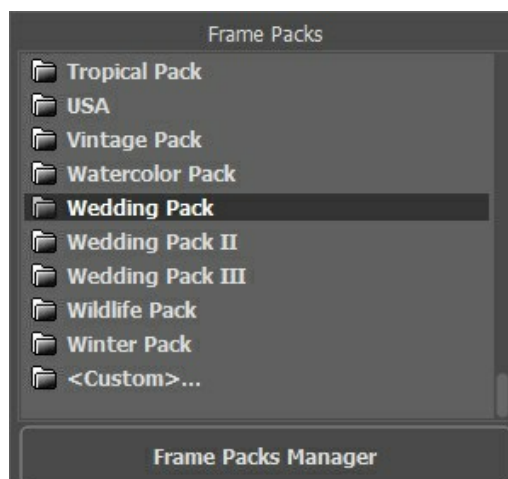 Frame Packs
Tropical Pack
USA
Vintage Pack
Watercolor Pack
Wedding Pack
Wedding Pack II
Wedding Pack III
Wildlife Pack
Winter Pack
<Custom>...
Frame Packs Manager